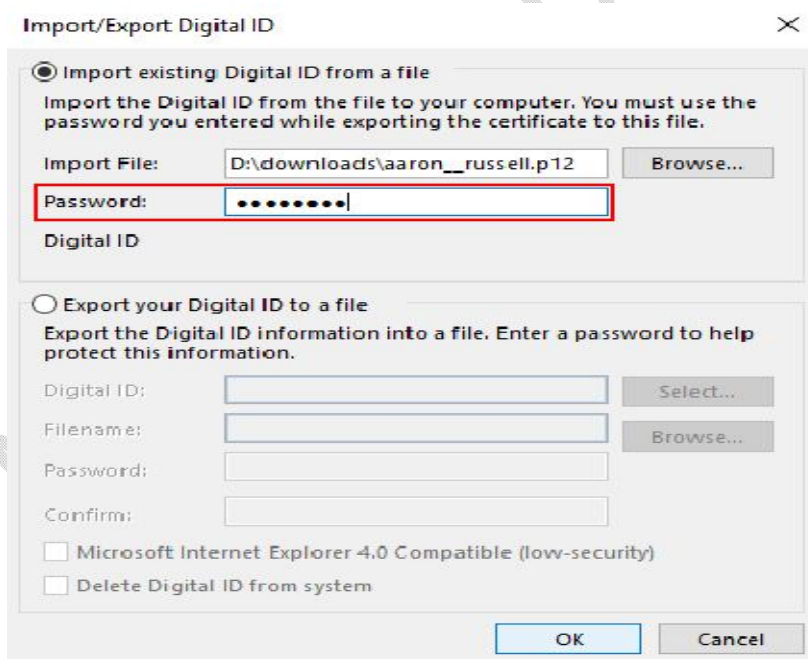 Import/Export Digital ID
Import existing Digital ID from a file
Import the Digital ID from the file to your computer. You must use the
password you entered while exporting the certificate to this file.
Import File: D:\downloads\aaron__russell.p12 Browse...
Password: ••••••••
Digital ID
Export your Digital ID to a file
Export the Digital ID information into a file. Enter a password to help
protect this information.
Digital ID: Select...
Filename: Browse...
Password:
Confirm:
Microsoft Internet Explorer 4.0 Compatible (low-security)
Delete Digital ID from system
OK Cancel